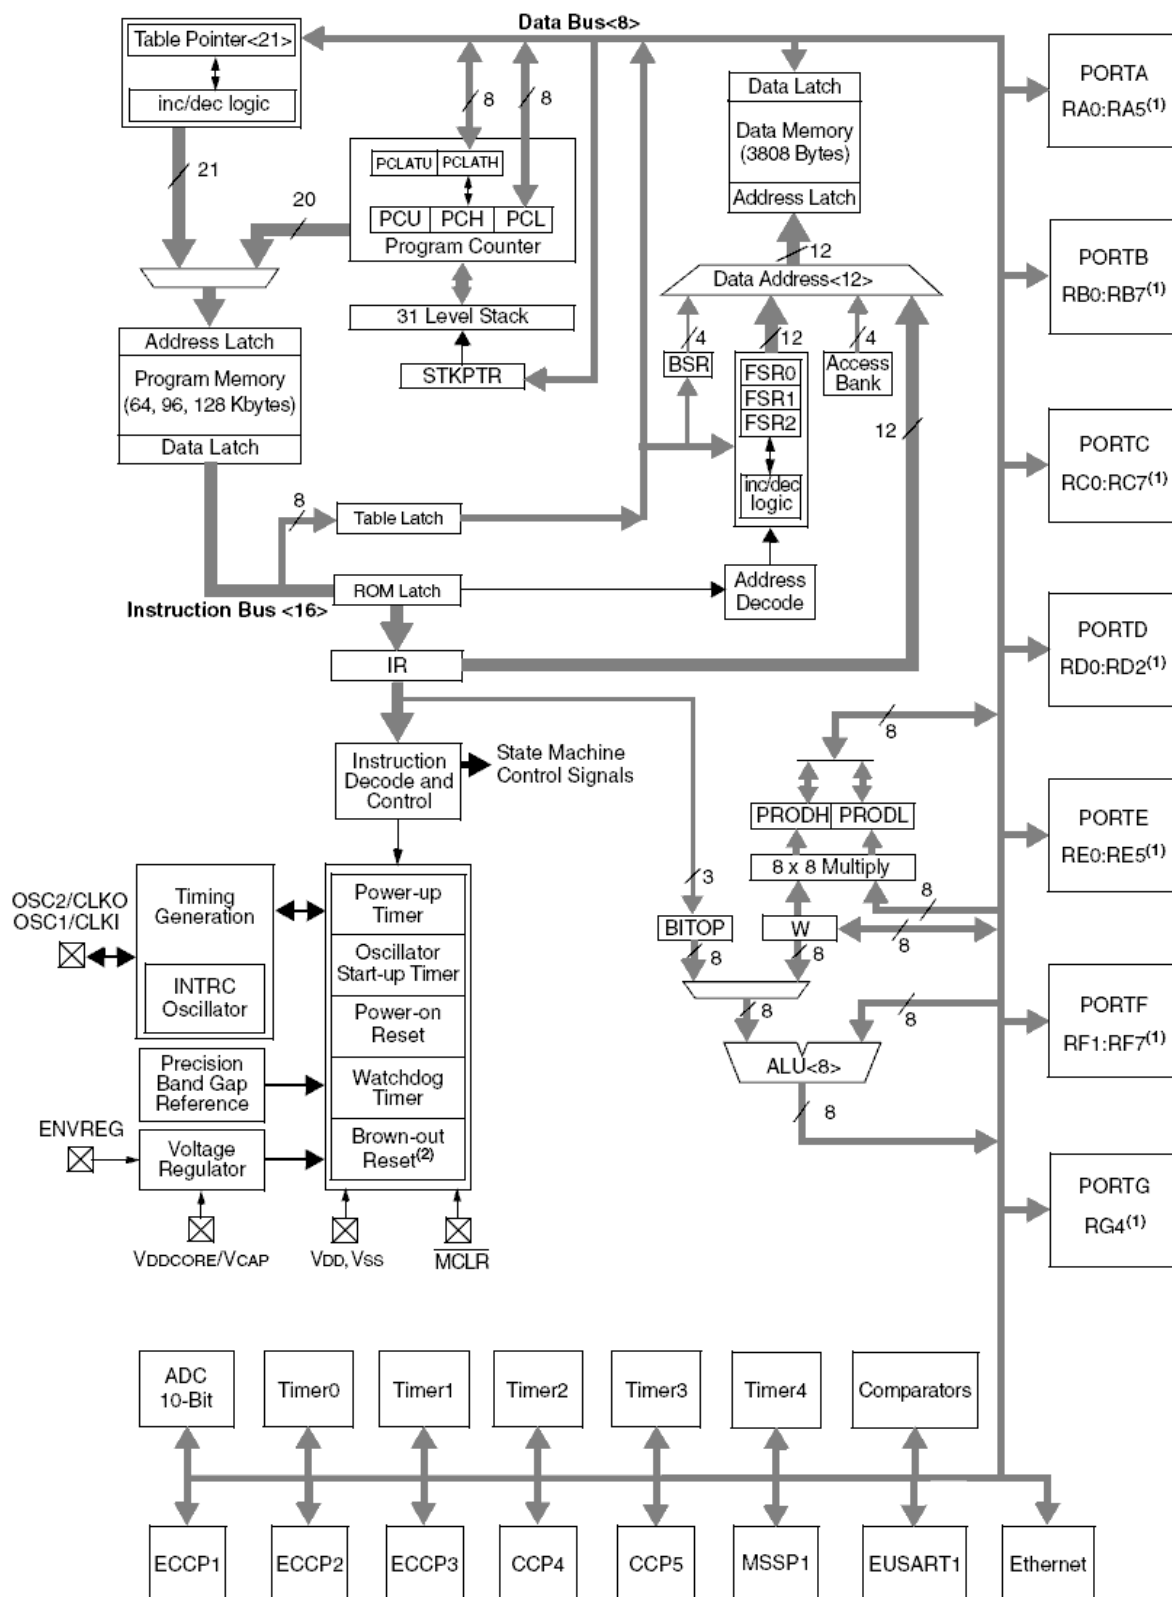 Data Bus<8>
Table Pointer<21>
inc/dec logic
21
20
8
8
PCLATU
PCLATH
PCU
PCH
PCL
Program Counter
31 Level Stack
STKPTR
Data Latch
Data Memory
(3808 Bytes)
Address Latch
12
Data Address<12>
4
12
4
BSR
FSR0
FSR1
FSR2
inc/dec
logic
Access
Bank
12
Address Latch
Program Memory
(64, 96, 128 Kbytes)
Data Latch
8
Table Latch
ROM Latch
Instruction Bus <16>
Address
Decode
IR
Instruction
Decode and
Control
State Machine
Control Signals
8
PRODH
PRODL
8 x 8 Multiply
3
8
BITOP
W
8
8
8
8
8
ALU<8>
8
OSC2/CLKO
OSC1/CLKI
Timing
Generation
INTRC
Oscillator
Power-up
Timer
Oscillator
Start-up Timer
Power-on
Reset
Watchdog
Timer
Brown-out
Reset(2)
Precision
Band Gap
Reference
ENVREG
Voltage
Regulator
VDDCORE/VCAP
VDD, VSS
MCLR
PORTA
RA0:RA5(1)
PORTB
RB0:RB7(1)
PORTC
RC0:RC7(1)
PORTD
RD0:RD2(1)
PORTE
RE0:RE5(1)
PORTF
RF1:RF7(1)
PORTG
RG4(1)
ADC
10-Bit
Timer0
Timer1
Timer2
Timer3
Timer4
Comparators
ECCP1
ECCP2
ECCP3
CCP4
CCP5
MSSP1
EUSART1
Ethernet